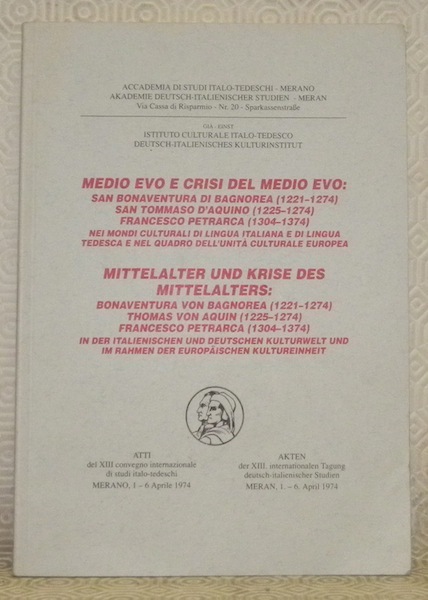 ACCADEMIA DI STUDI ITALO-TEDESCHI - MERANO
AKADEMIE DEUTSCH-ITALIENISCHER STUDIEN - MERAN
Via Cassa di Risparmio - Nr. 20 - Sparkassenstraße
GIÀ - EINST
ISTITUTO CULTURALE ITALO-TEDESCO
DEUTSCH-ITALIENISCHES KULTURINSTITUT
MEDIO EVO E CRISI DEL MEDIO EVO:
SAN BONAVENTURA DI BAGNOREA (1221-1274)
SAN TOMMASO D'AQUINO (1225-1274)
FRANCESCO PETRARCA (1304-1374)
NEI MONDI CULTURALI DI LINGUA ITALIANA E DI LINGUA
TEDESCA E NEL QUADRO DELL'UNITÀ CULTURALE EUROPEA
MITTELALTER UND KRISE DES
MITTELALTERS:
BONAVENTURA VON BAGNOREA (1221-1274)
THOMAS VON AQUIN (1225-1274)
FRANCESCO PETRARCA (1304-1374)
IN DER ITALIENISCHEN UND DEUTSCHEN KULTURWELT UND
IM RAHMEN DER EUROPÄISCHEN KULTUREINHEIT
ATTI
del XIII convegno internazionale
di studi italo-tedeschi
MERANO, 1 - 6 Aprile 1974
AKTEN
der XIII. internationalen Tagung
deutsch-italienischer Studien
MERAN, 1. - 6. April 1974